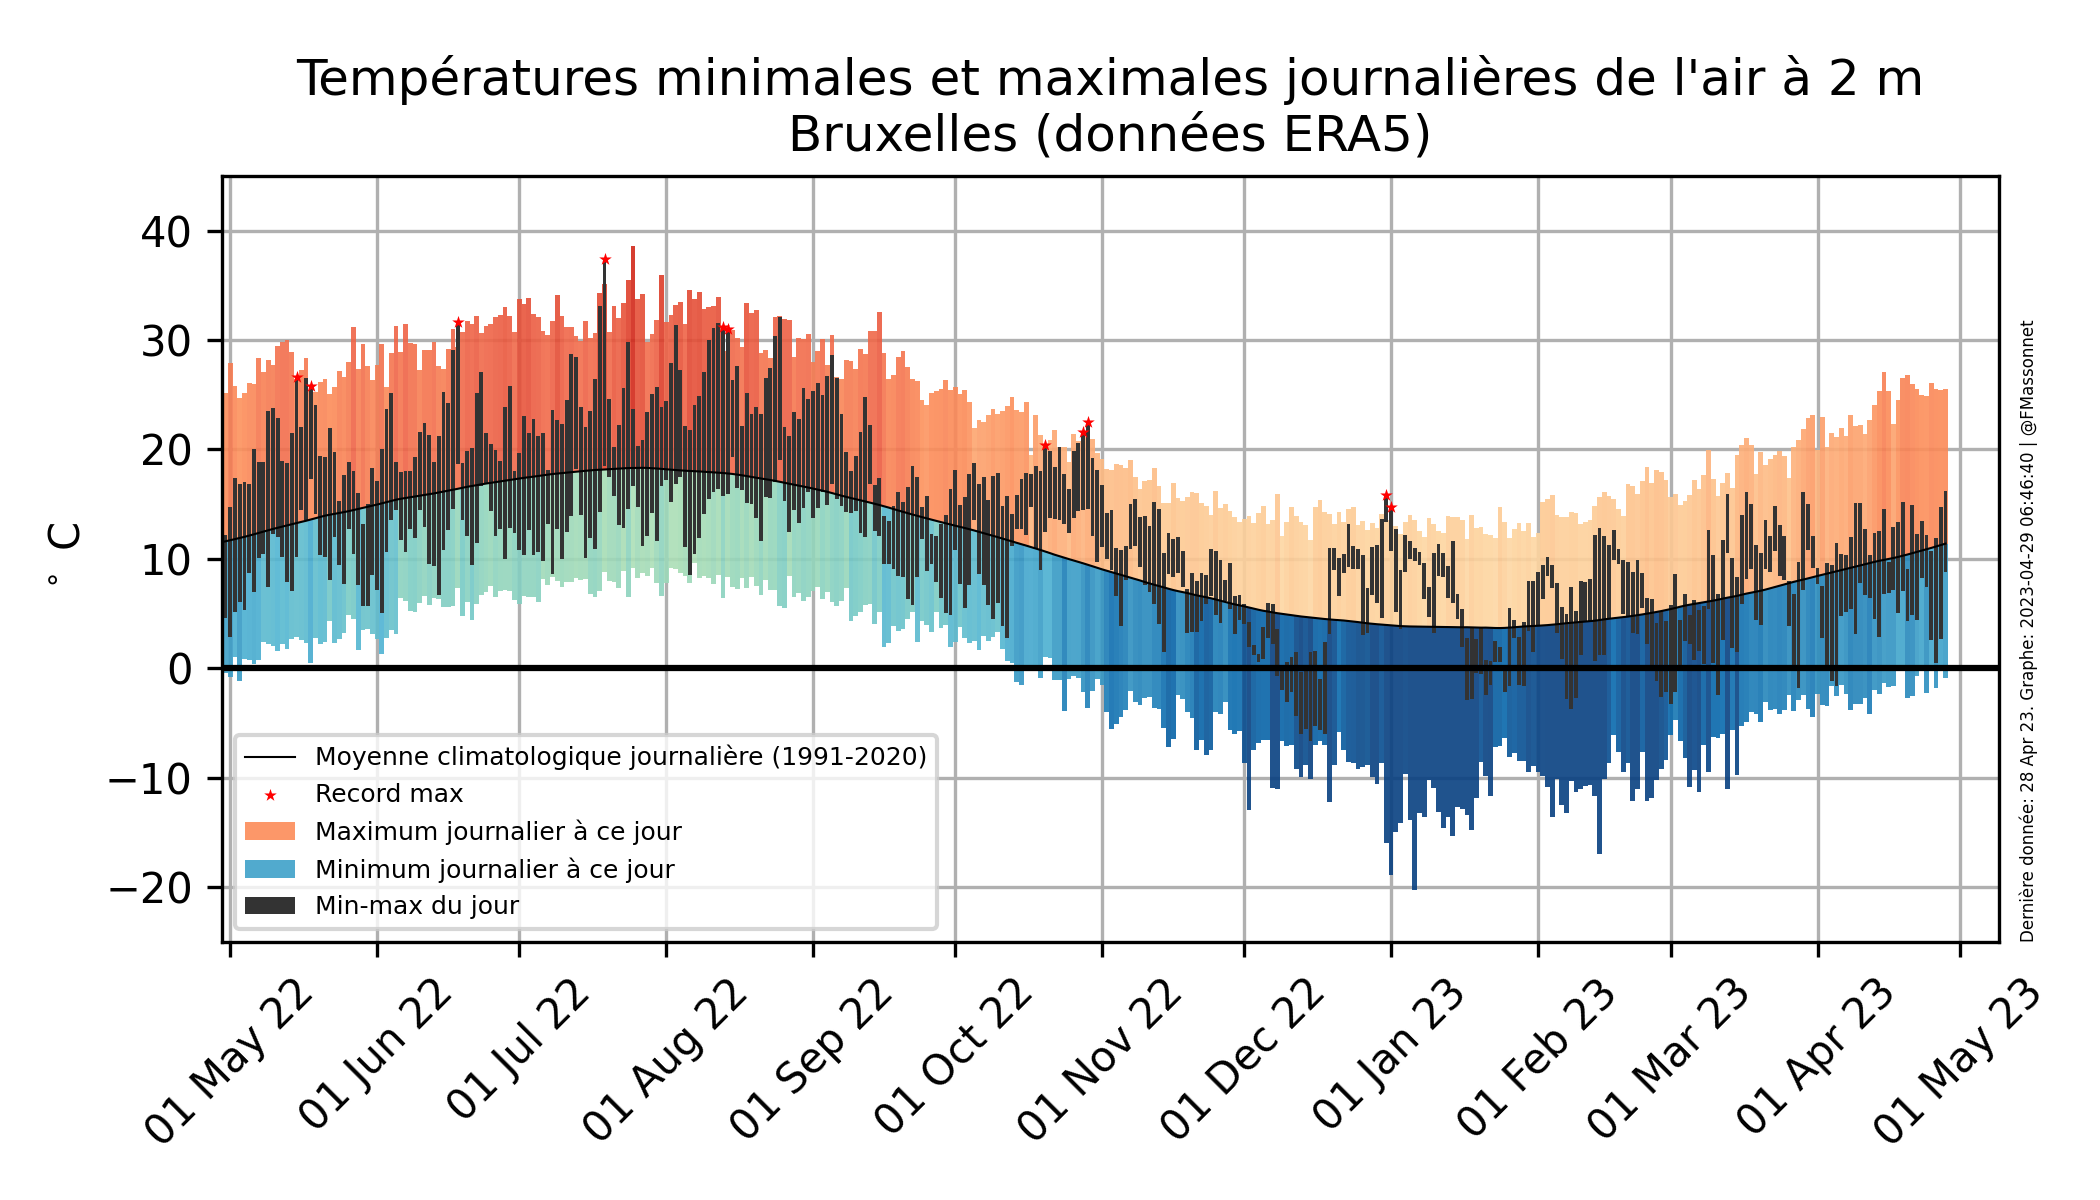 Températures minimales et maximales journalières de l'air à 2 m
Bruxelles (données ERA5)
° C
40
30
20
10
0
−10
−20
Moyenne climatologique journalière (1991-2020)
Record max
Maximum journalier à ce jour
Minimum journalier à ce jour
Min-max du jour
01 May 22
01 Jun 22
01 Jul 22
01 Aug 22
01 Sep 22
01 Oct 22
01 Nov 22
01 Dec 22
01 Jan 23
01 Feb 23
01 Mar 23
01 Apr 23
01 May 23
Dernière donnée: 28 Apr 23. Graphe: 2023-04-29 06:46:40 | @FMassonnet